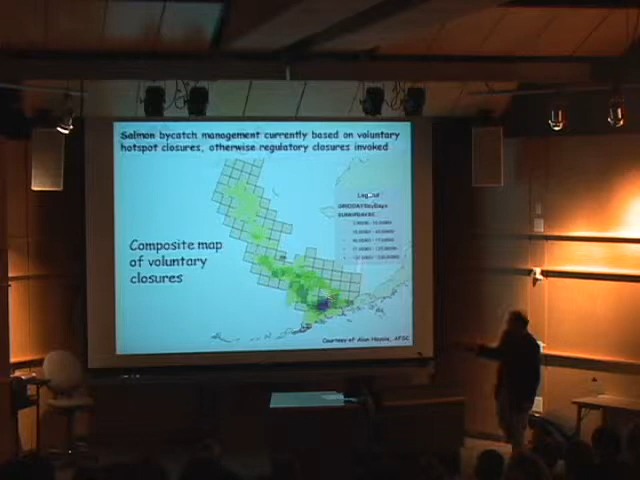 Salmon bycatch management currently based on voluntary
hotspot closures, otherwise regulatory closures invoked
Legend
Composite map
of voluntary
closures
Courtesy of Alan Haynie, AFSC